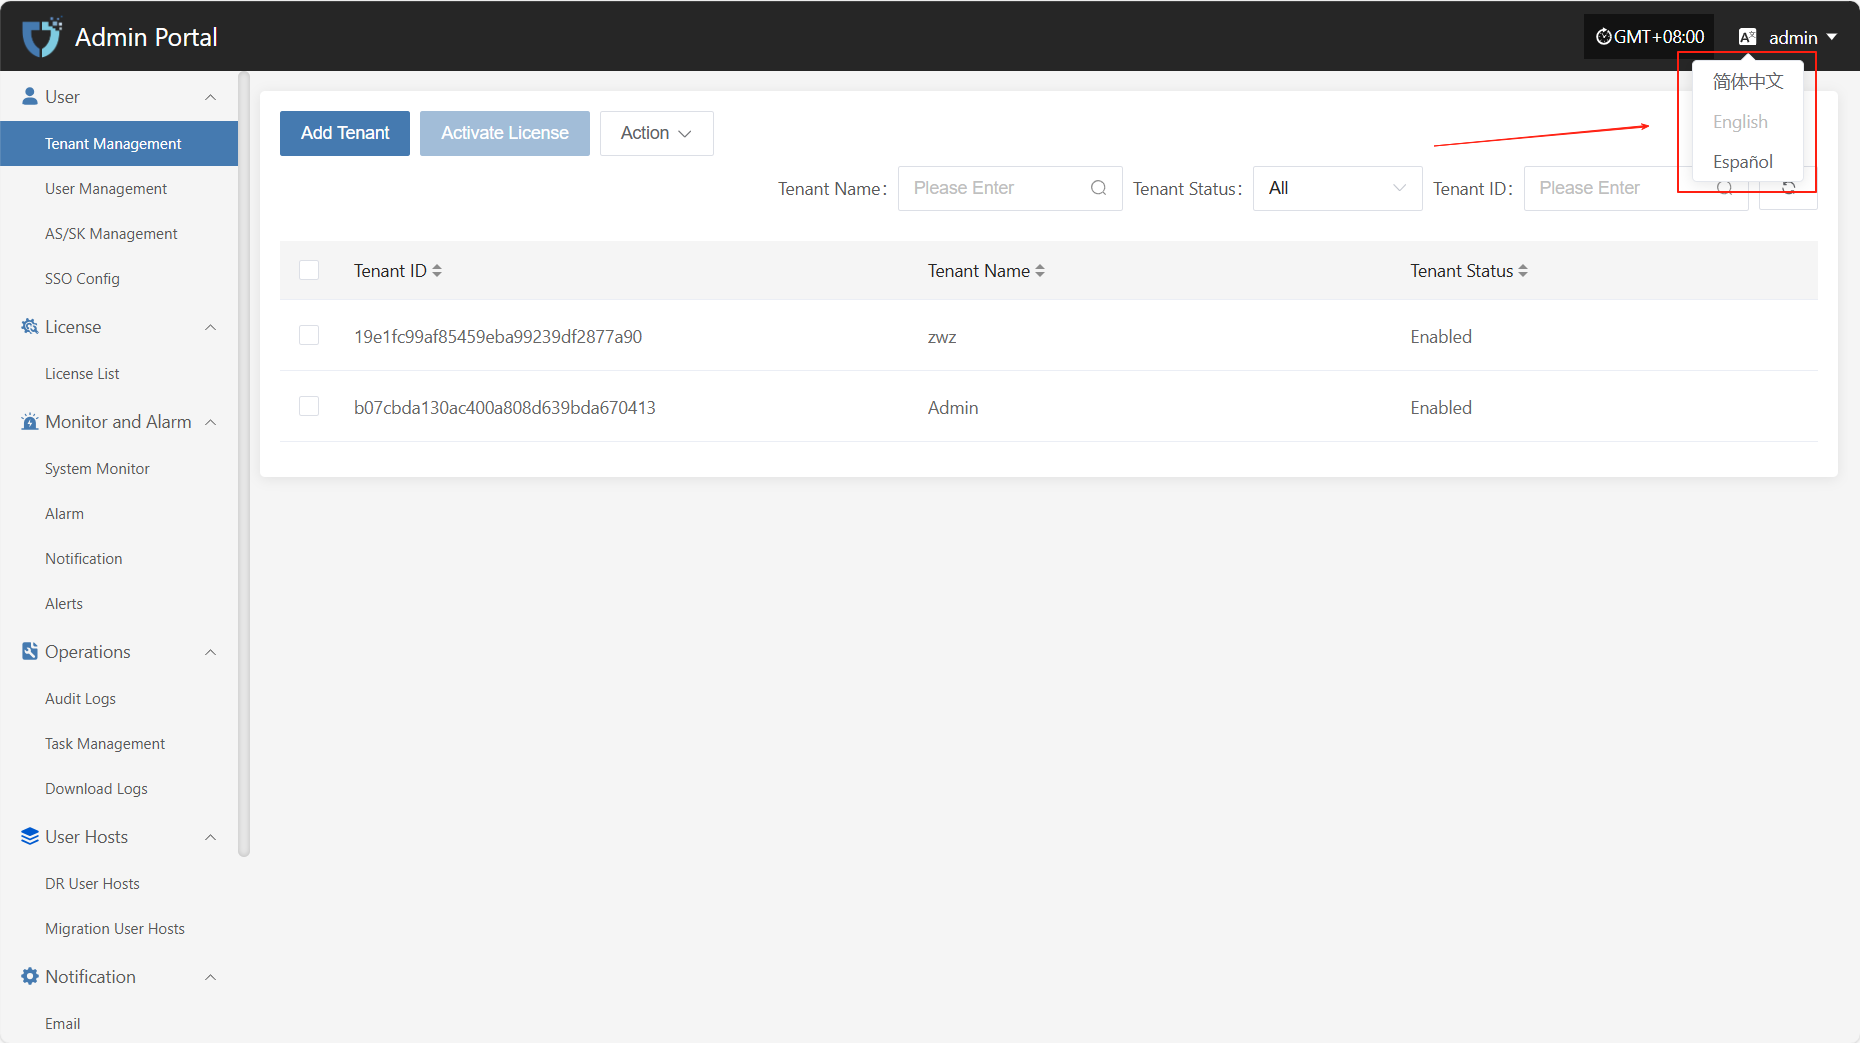 Admin Portal
GMT+08:00
admin
简体中文
English
Español
User
Tenant Management
User Management
AS/SK Management
SSO Config
License
License List
Monitor and Alarm
System Monitor
Alarm
Notification
Alerts
Operations
Audit Logs
Task Management
Download Logs
User Hosts
DR User Hosts
Migration User Hosts
Notification
Email
Add Tenant
Activate License
Action
Tenant Name: Please Enter
Tenant Status: All
Tenant ID: Please Enter
Tenant ID Tenant Name Tenant Status
19e1fc99af85459eba99239df2877a90 zwz Enabled
b07cbda130ac400a808d639bda670413 Admin Enabled